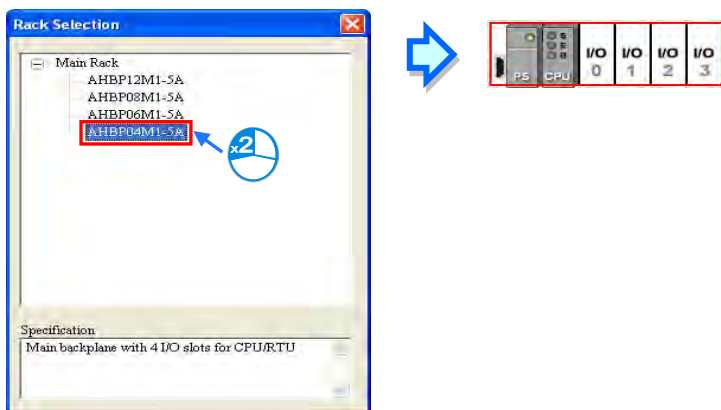 Rack Selection
Main Rack
AHBP12M1-5A
AHBP08M1-5A
AHBP06M1-5A
AHBP04M1-5A
x2
Specification
Main backplane with 4 I/O slots for CPU/RTU
PS CPU I/O 0 I/O 1 I/O 2 I/O 3